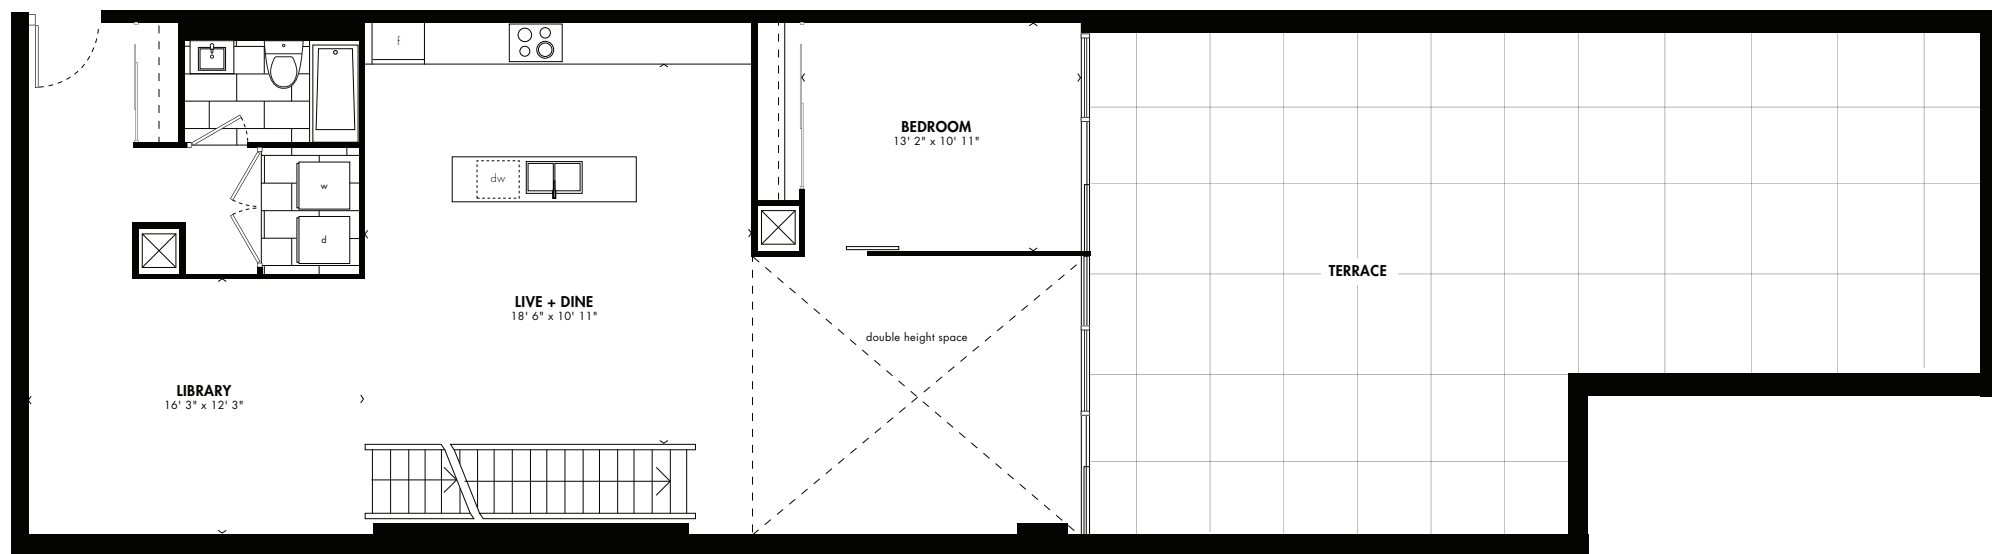 f
BEDROOM
13' 2" x 10' 11"
dw
w
d
TERRACE
LIVE + DINE
18' 6" x 10' 11"
double height space
LIBRARY
16' 3" x 12' 3"